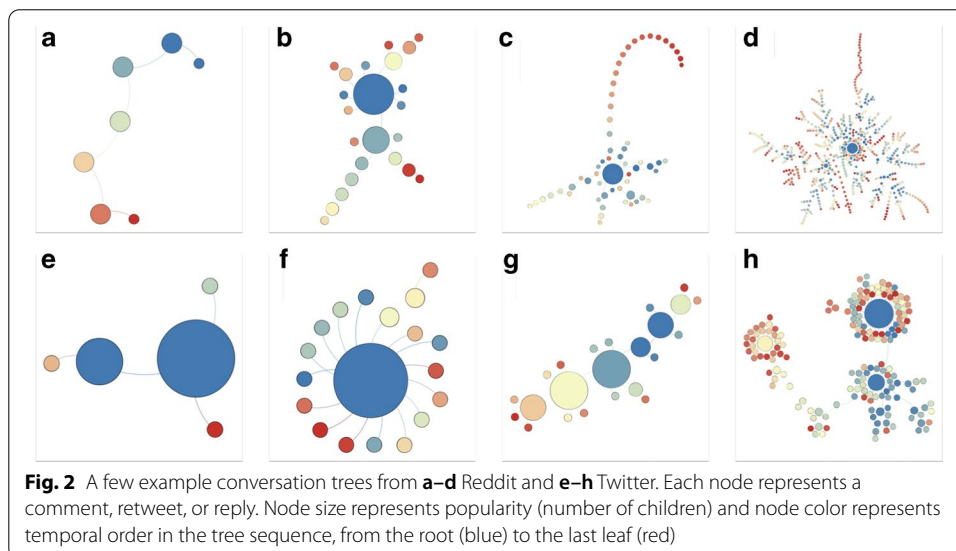 a
b
c
d
e
f
g
h
Fig. 2 A few example conversation trees from a–d Reddit and e–h Twitter. Each node represents a
comment, retweet, or reply. Node size represents popularity (number of children) and node color represents
temporal order in the tree sequence, from the root (blue) to the last leaf (red)